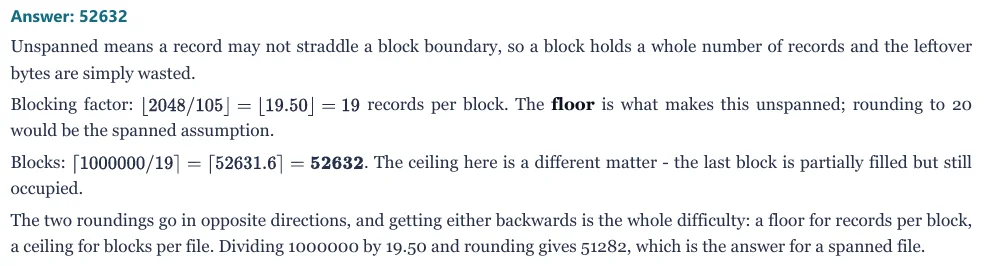 Answer: 52632
Unspanned means a record may not straddle a block boundary, so a block holds a whole number of records and the leftover
bytes are simply wasted.
Blocking factor: ⌊2048/105⌋ = ⌊19.50⌋ = 19 records per block. The floor is what makes this unspanned; rounding to 20
would be the spanned assumption.
Blocks: ⌈1000000/19⌉ = ⌈52631.6⌉ = 52632. The ceiling here is a different matter - the last block is partially filled but still
occupied.
The two roundings go in opposite directions, and getting either backwards is the whole difficulty: a floor for records per block,
a ceiling for blocks per file. Dividing 1000000 by 19.50 and rounding gives 51282, which is the answer for a spanned file.